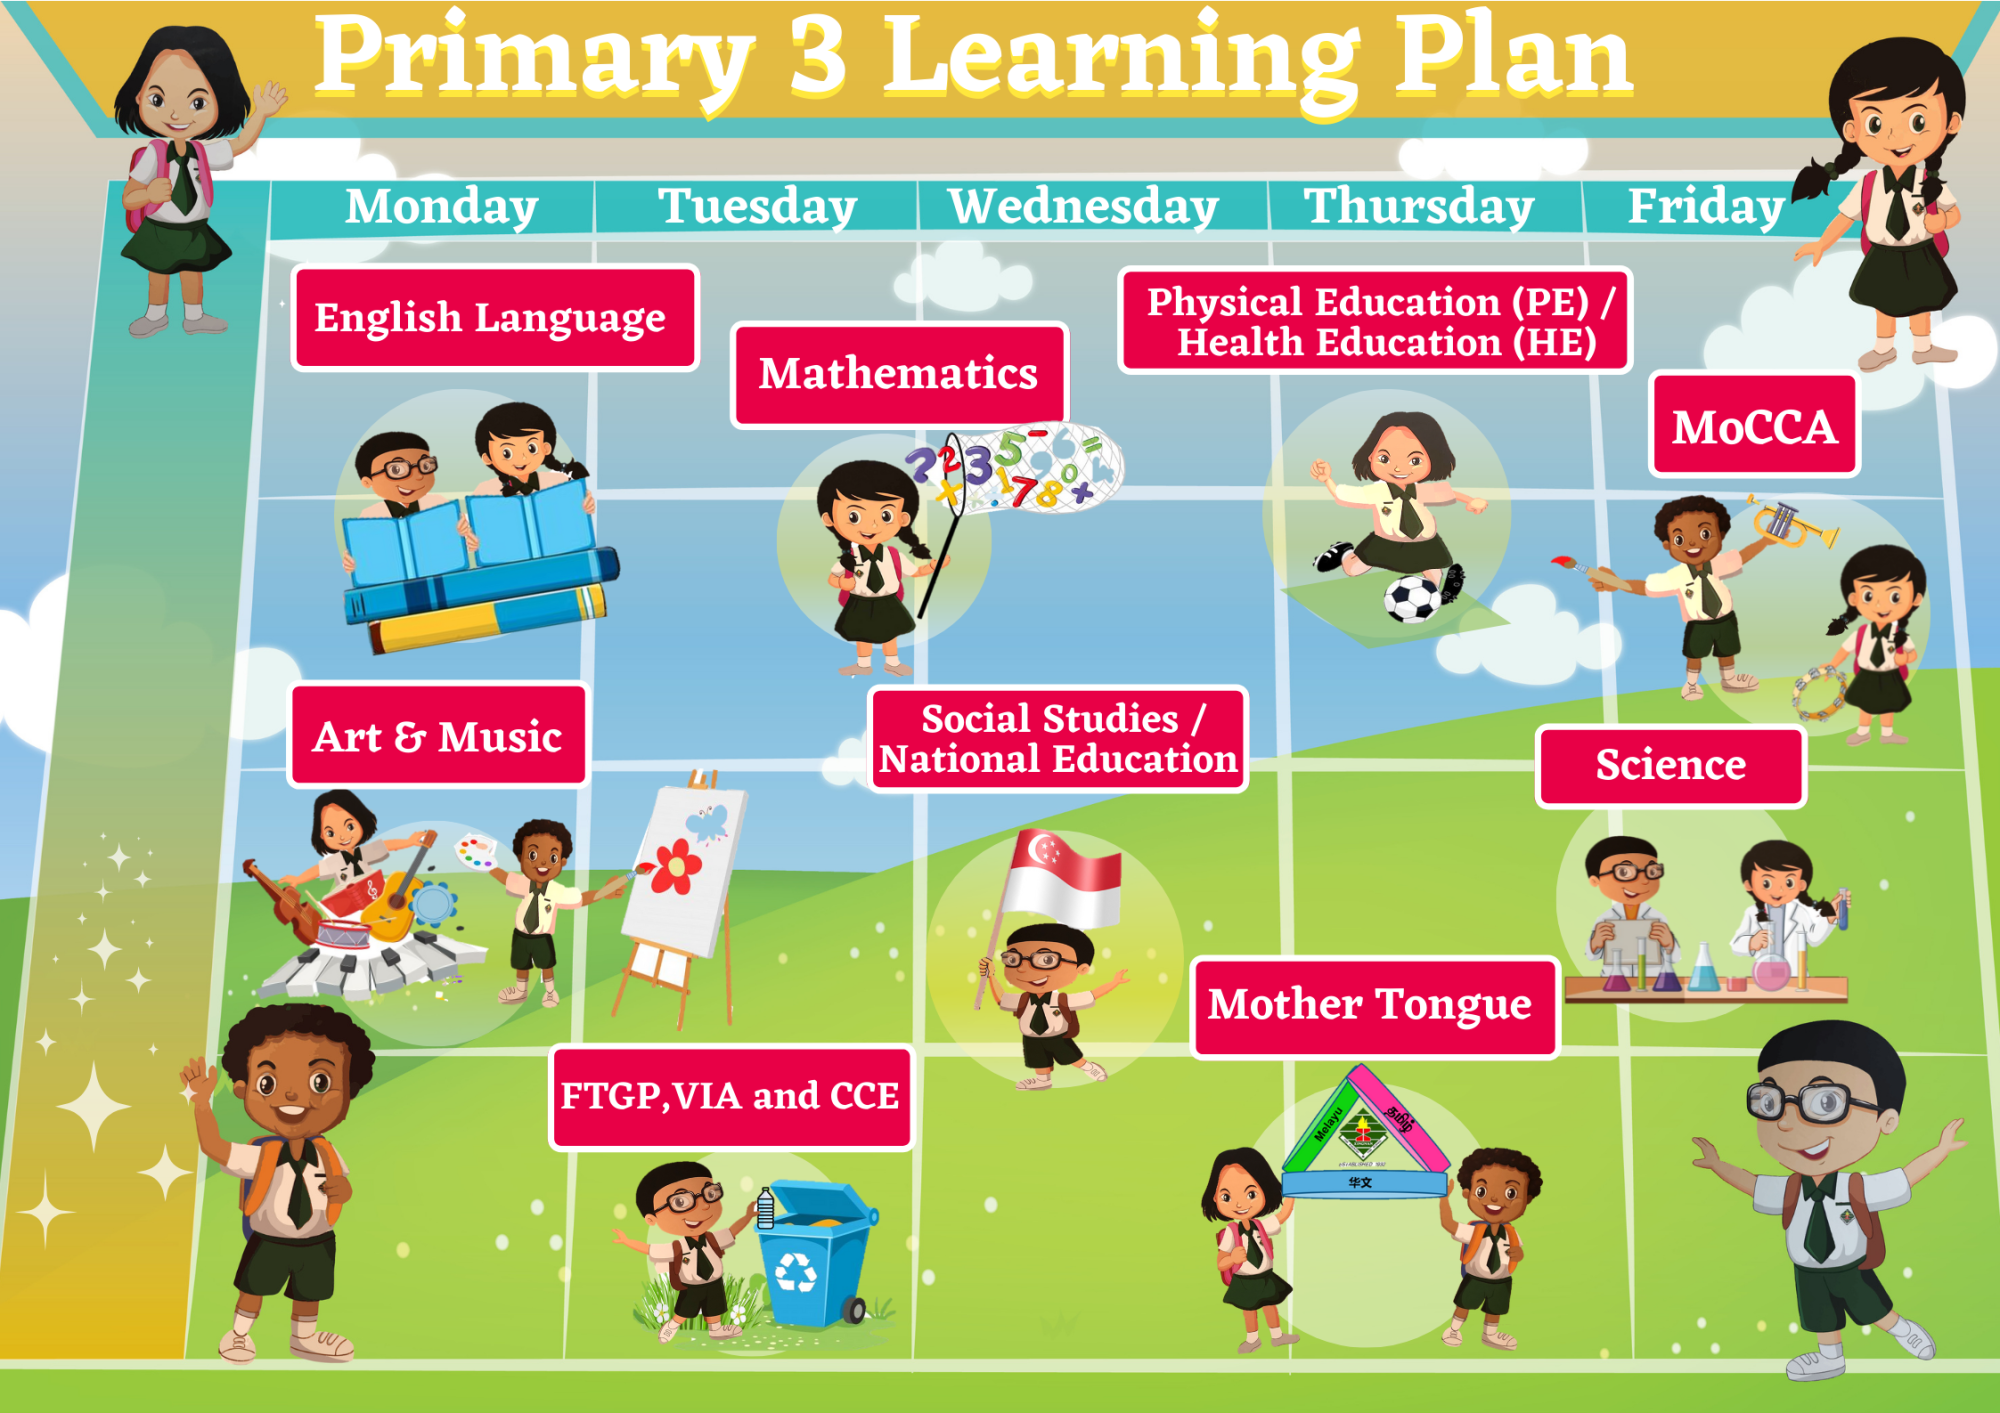 Primary 3 Learning Plan
Monday
Tuesday
Wednesday
Thursday
Friday
English Language
Mathematics
Physical Education (PE) /
Health Education (HE)
MoCCA
Art & Music
Social Studies /
National Education
Science
FTGP,VIA and CCE
Mother Tongue
Melayu
தமிழ்
华文